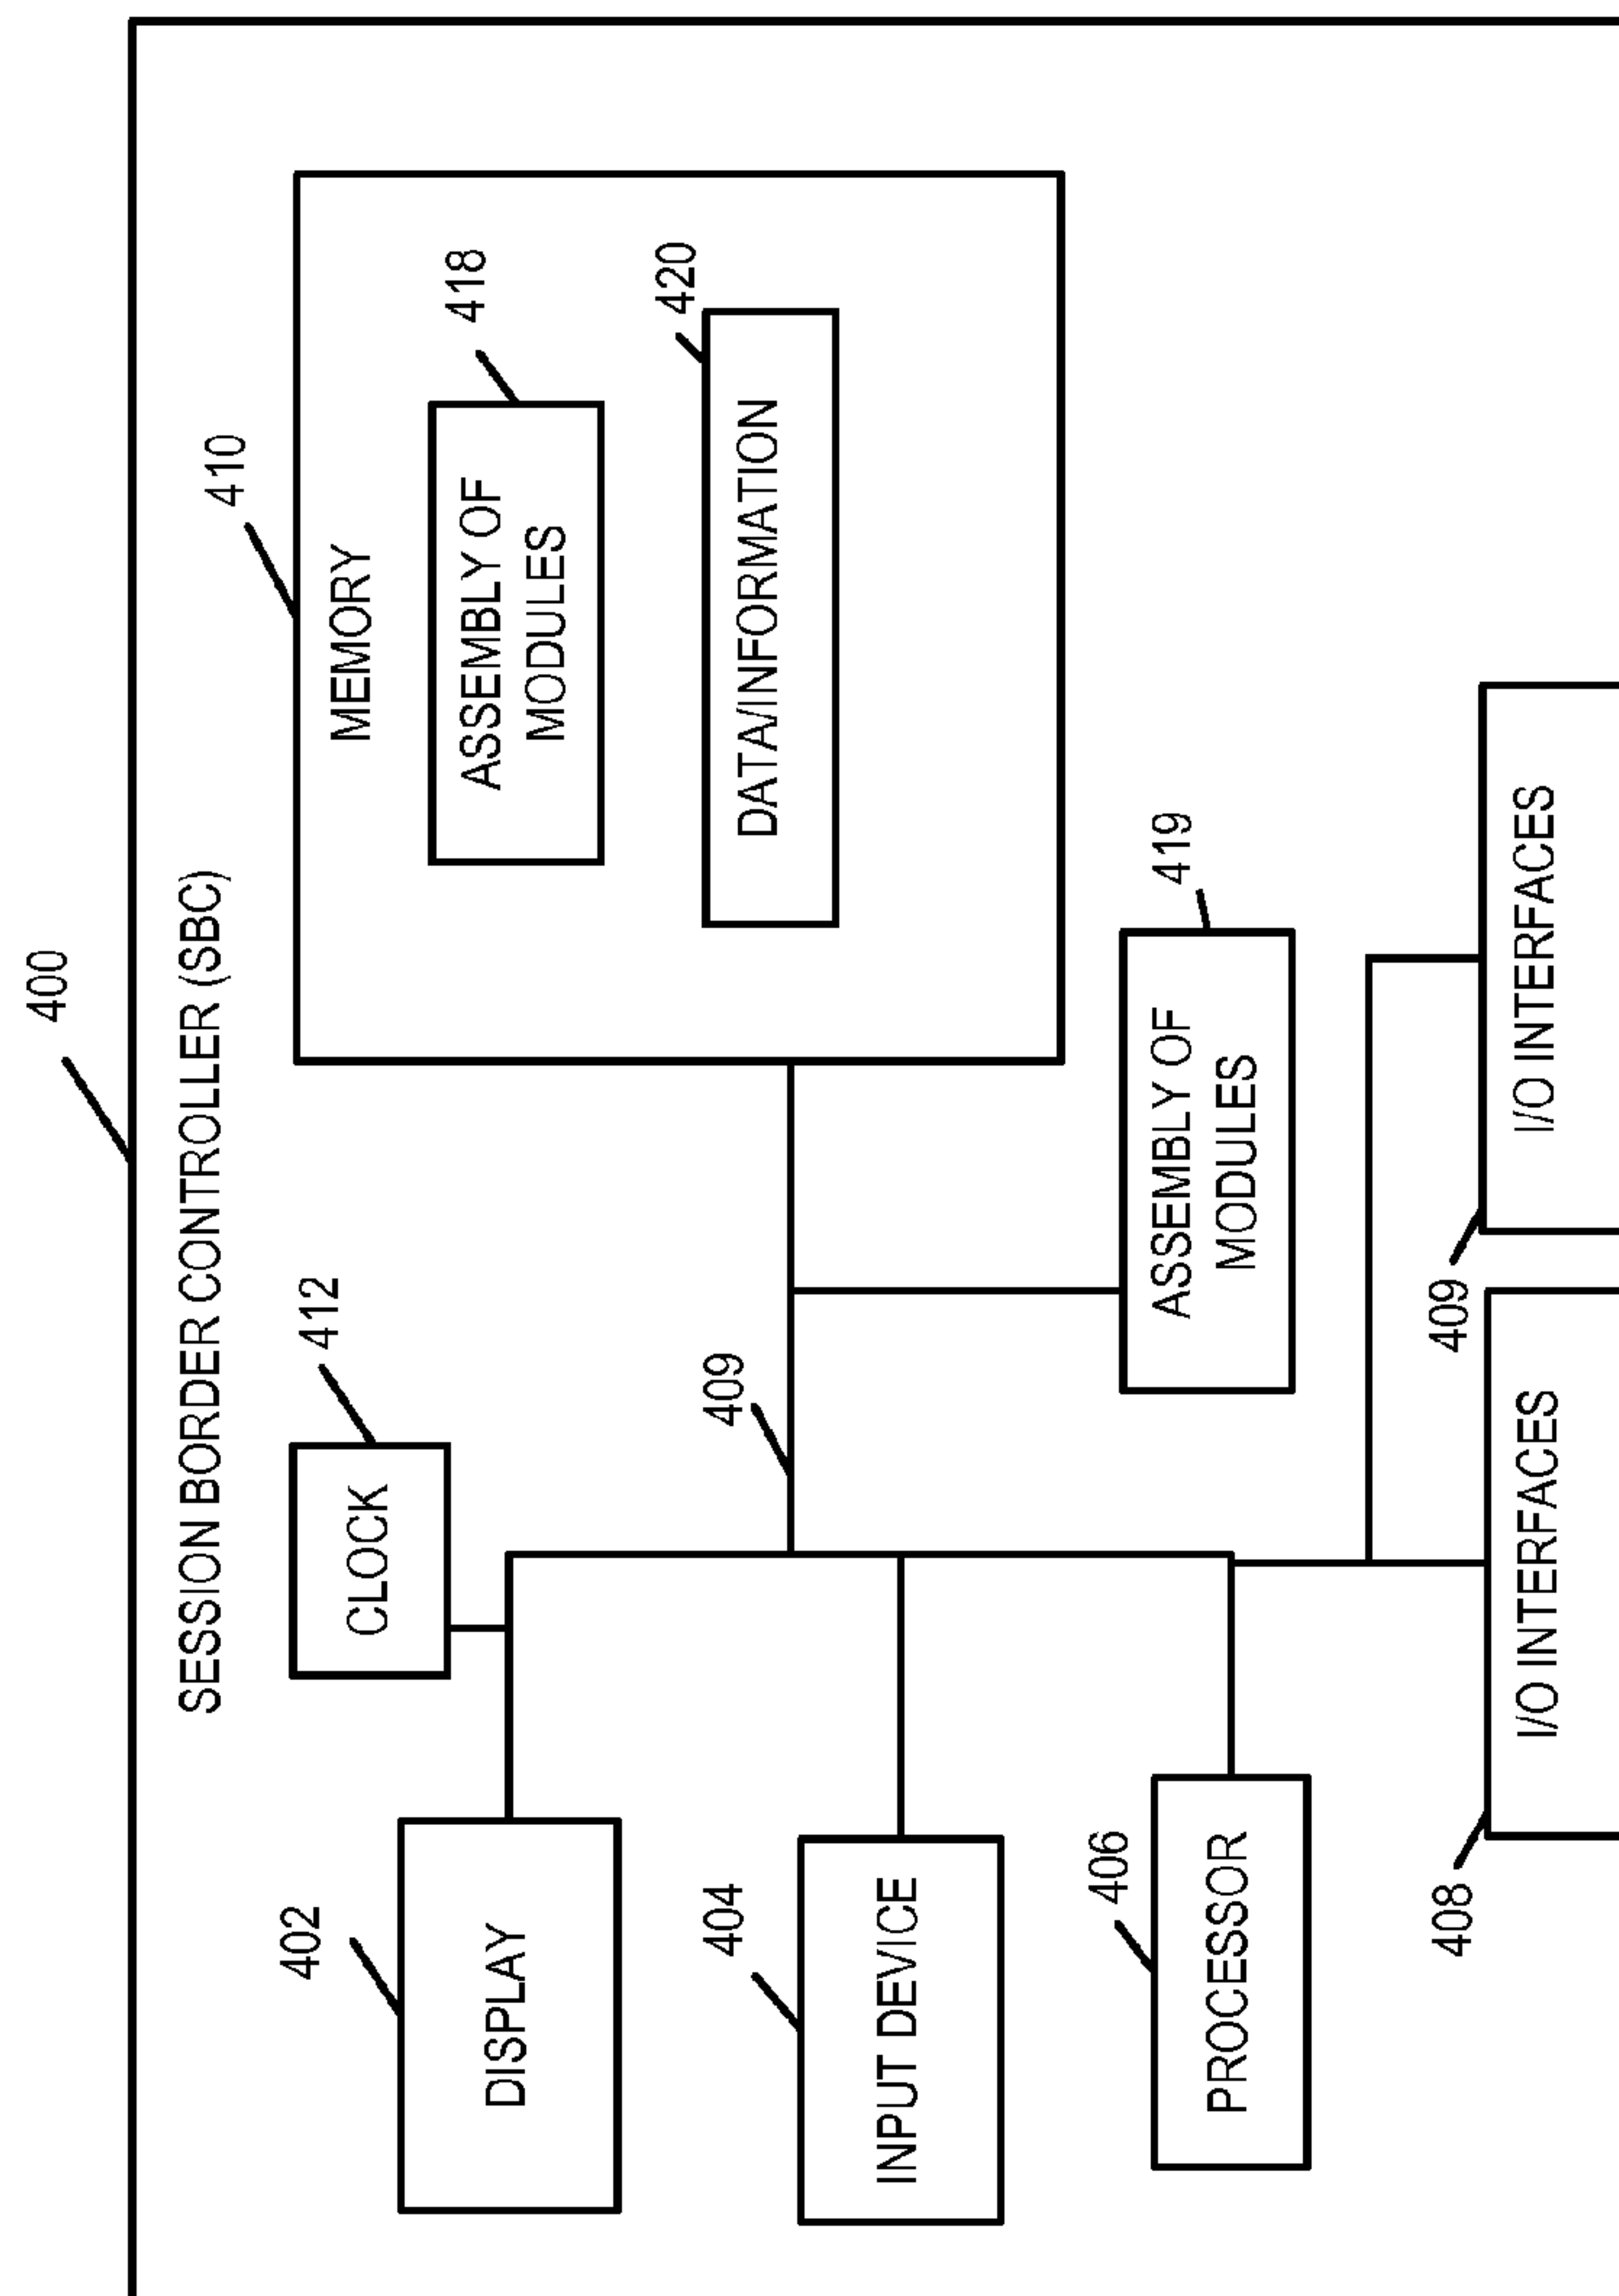 400
SESSION BORDER CONTROLLER (SBC)
402
DISPLAY
412
CLOCK
410
MEMORY
418
ASSEMBLY OF
MODULES
420
DATA/INFORMATION
404
INPUT DEVICE
409
406
PROCESSOR
419
ASSEMBLY OF
MODULES
408
I/O INTERFACES
409
I/O INTERFACES